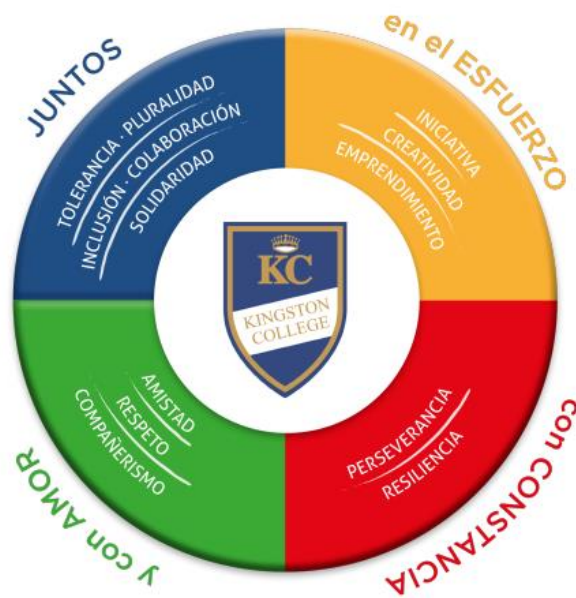 JUNTOS
TOLERANCIA · PLURALIDAD
INCLUSIÓN · COLABORACIÓN
SOLIDARIDAD
en el ESFUERZO
INICIATIVA
CREATIVIDAD
EMPRENDIMIENTO
KC
KINGSTON
COLLEGE
con CONSTANCIA
PERSEVERANCIA
RESILIENCIA
y con AMOR
AMISTAD
RESPETO
COMPAÑERISMO